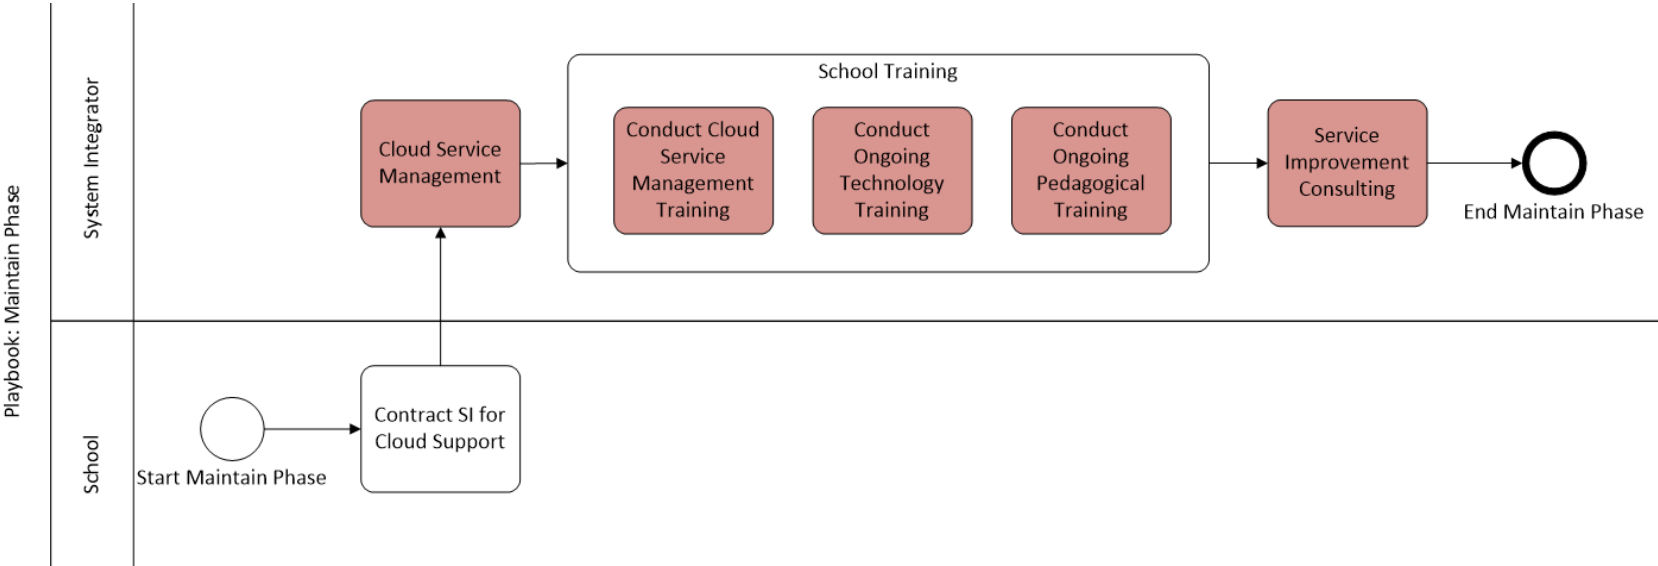 Playbook: Maintain Phase
System Integrator
Cloud Service
Management
School Training
Conduct Cloud
Service
Management
Training
Conduct
Ongoing
Technology
Training
Conduct
Ongoing
Pedagogical
Training
Service
Improvement
Consulting
End Maintain Phase
School
Start Maintain Phase
Contract SI for
Cloud Support